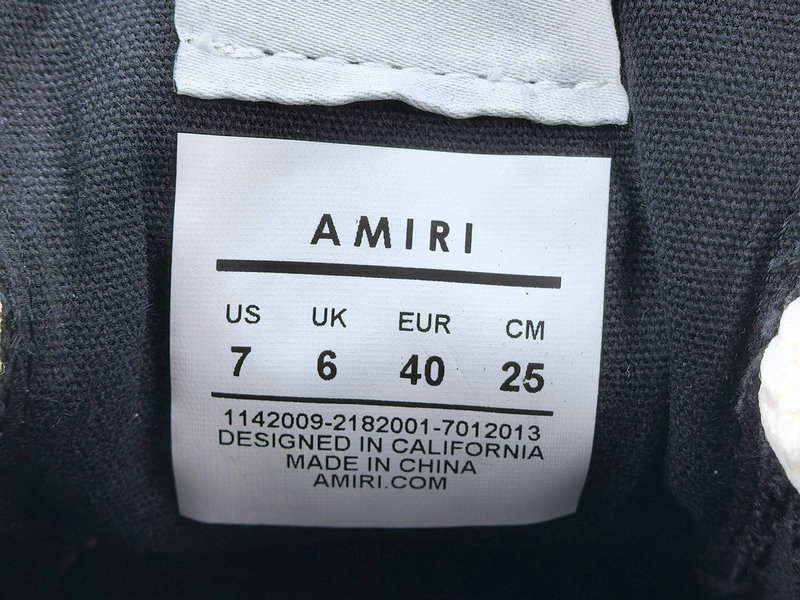 AMIRI
US UK EUR CM
7 6 40 25
1142009-2182001-7012013
DESIGNED IN CALIFORNIA
MADE IN CHINA
AMIRI.COM